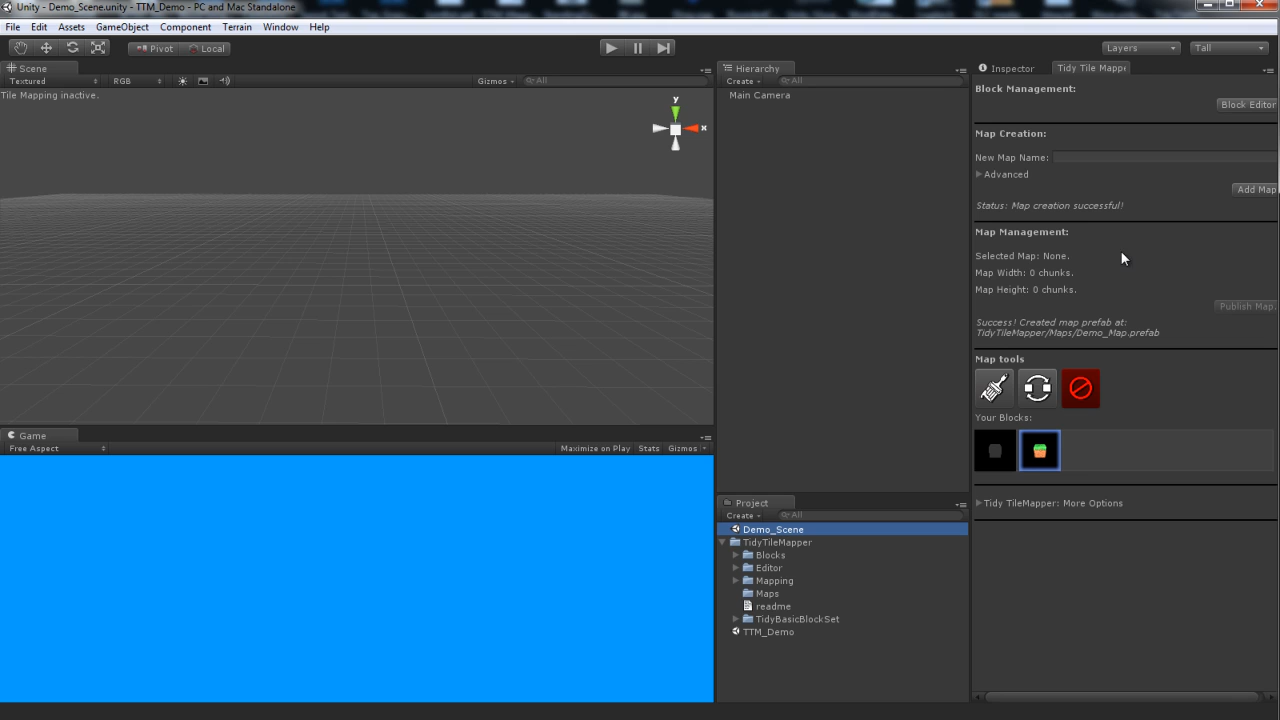 Unity - Demo_Scene.unity - TTM_Demo - PC and Mac Standalone
File Edit Assets GameObject Component Terrain Window Help
Pivot Local Layers Tall
Scene
Textured RGB Gizmos All
Tile Mapping inactive.
y
x
Game
Free Aspect Maximize on Play Stats Gizmos
Hierarchy
Create All
Main Camera
Project
Create All
Demo_Scene
TidyTileMapper
Blocks
Editor
Mapping
Maps
readme
TidyBasicBlockSet
TTM_Demo
Inspector Tidy Tile Mappe
Block Management:
Block Editor
Map Creation:
New Map Name:
Advanced
Add Map
Status: Map creation successful!
Map Management:
Selected Map: None.
Map Width: 0 chunks.
Map Height: 0 chunks.
Publish Map
Success! Created map prefab at:
TidyTileMapper/Maps/Demo_Map.prefab
Map tools
Your Blocks:
Tidy TileMapper: More Options